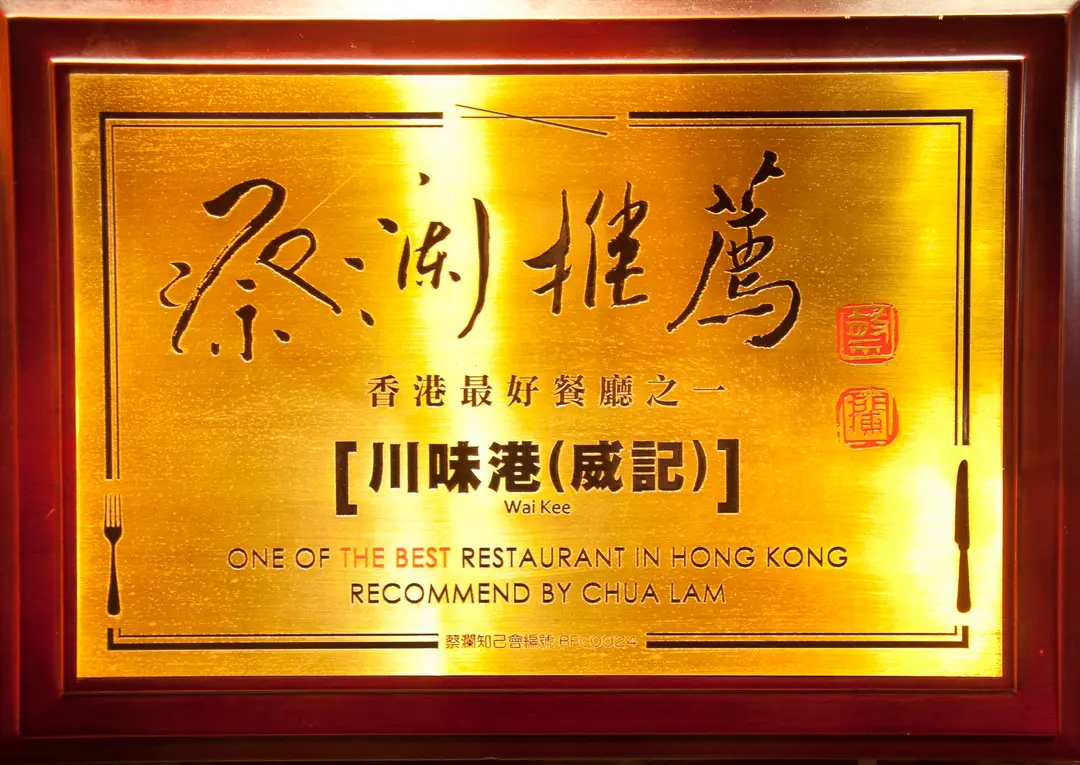 蔡瀾推薦
香港最好餐廳之一
[川味港(威記)]
Wai Kee
ONE OF THE BEST RESTAURANT IN HONG KONG
RECOMMEND BY CHUA LAM
蔡瀾知己會編號